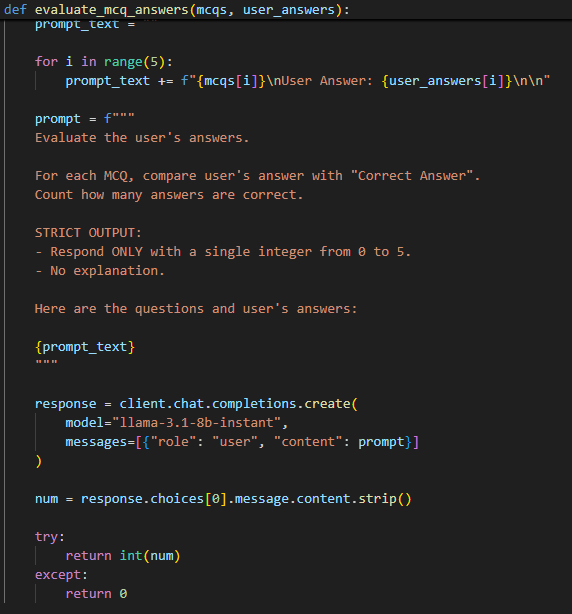 def evaluate_mcq_answers(mcqs, user_answers):
    prompt_text = ""
    for i in range(5):
        prompt_text += f"{mcqs[i]}\nUser Answer: {user_answers[i]}\n\n"
    prompt = f"""
    Evaluate the user's answers.
    For each MCQ, compare user's answer with "Correct Answer".
    Count how many answers are correct.
    STRICT OUTPUT:
    - Respond ONLY with a single integer from 0 to 5.
    - No explanation.
    Here are the questions and user's answers:
    {prompt_text}
    """
    response = client.chat.completions.create(
        model="llama-3.1-8b-instant",
        messages=[{"role": "user", "content": prompt}]
    )
    num = response.choices[0].message.content.strip()
    try:
        return int(num)
    except:
        return 0